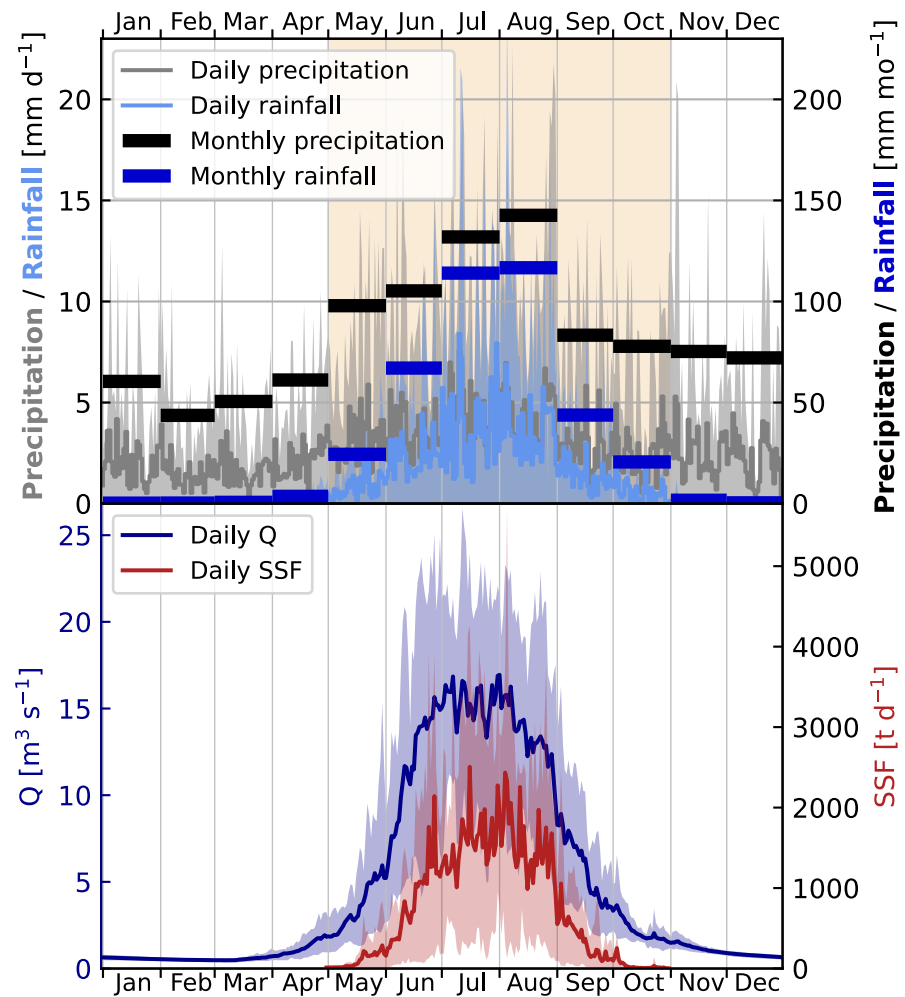 Jan Feb Mar Apr May Jun Jul Aug Sep Oct Nov Dec
Precipitation / Rainfall [mm d⁻¹]
20
15
10
5
0
Daily precipitation
Daily rainfall
Monthly precipitation
Monthly rainfall
200
150
100
50
0
Precipitation / Rainfall [mm mo⁻¹]
Q [m³ s⁻¹]
25
20
15
10
5
0
Daily Q
Daily SSF
5000
4000
3000
2000
1000
0
SSF [t d⁻¹]
Jan Feb Mar Apr May Jun Jul Aug Sep Oct Nov Dec